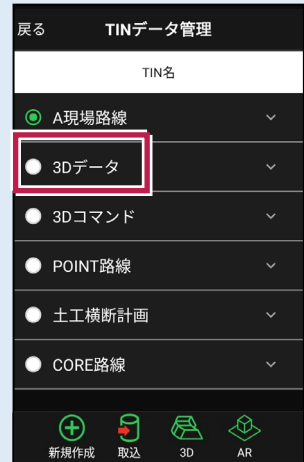 戻る TINデータ管理
TIN名
A現場路線
3Dデータ
3Dコマンド
POINT路線
土工横断計画
CORE路線
新規作成 取込 3D AR